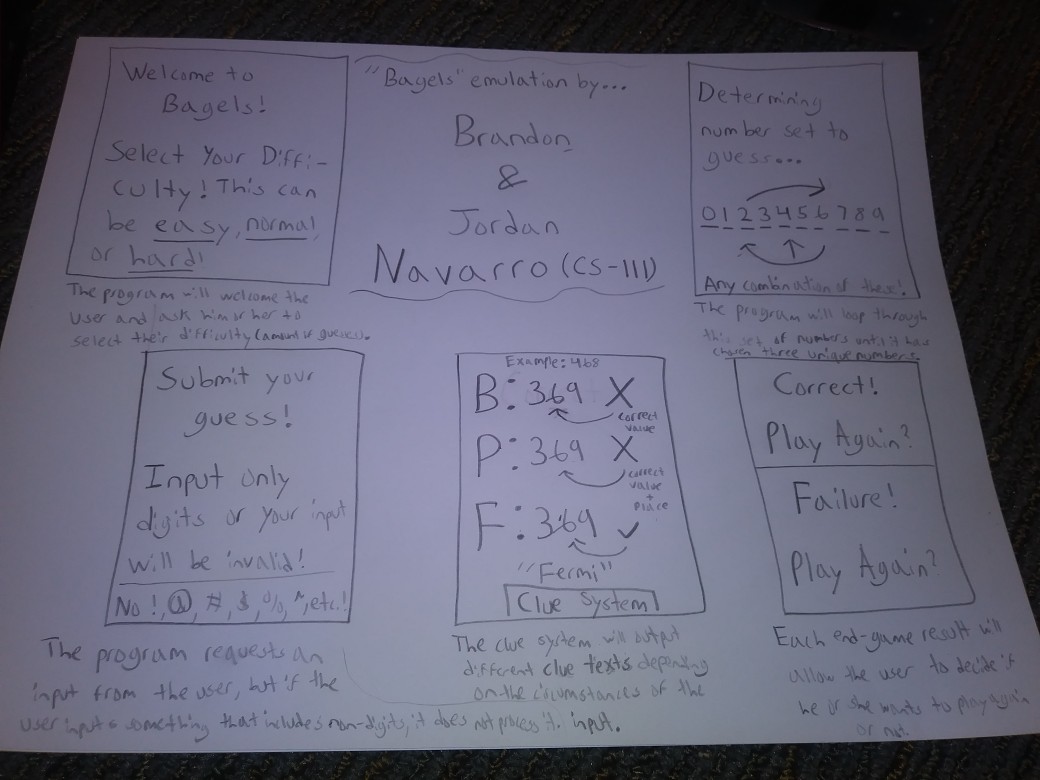 Welcome to
Bagels!
Select Your Diffi-
culty! This can
be easy, normal
or hard!
The program will welcome the
user and ask him or her to
select their difficulty (amount of guesses).
"Bagels" emulation by...
Brandon
&
Jordan
Navarro (CS-111)
Determining
number set to
guess...
0 1 2 3 4 5 6 7 8 9
Any combination of these!
The program will loop through
this set of numbers until it has
chosen three unique numbers.
Submit your
guess!
Input only
digits or your input
will be invalid!
No !, @, #, $, %, ^, etc.!
The program requests an
input from the user, but if the
user inputs something that includes non-digits, it does not process it.
Example: 468
B: 369 X
correct
value
P: 369 X
correct
value
+
place
F: 369 ✓
"Fermi"
Clue System
The clue system will output
different clue texts depending
on the circumstances of the
input.
Correct!
Play Again?
Failure!
Play Again?
Each end-game result will
allow the user to decide if
he or she wants to play again
or not.